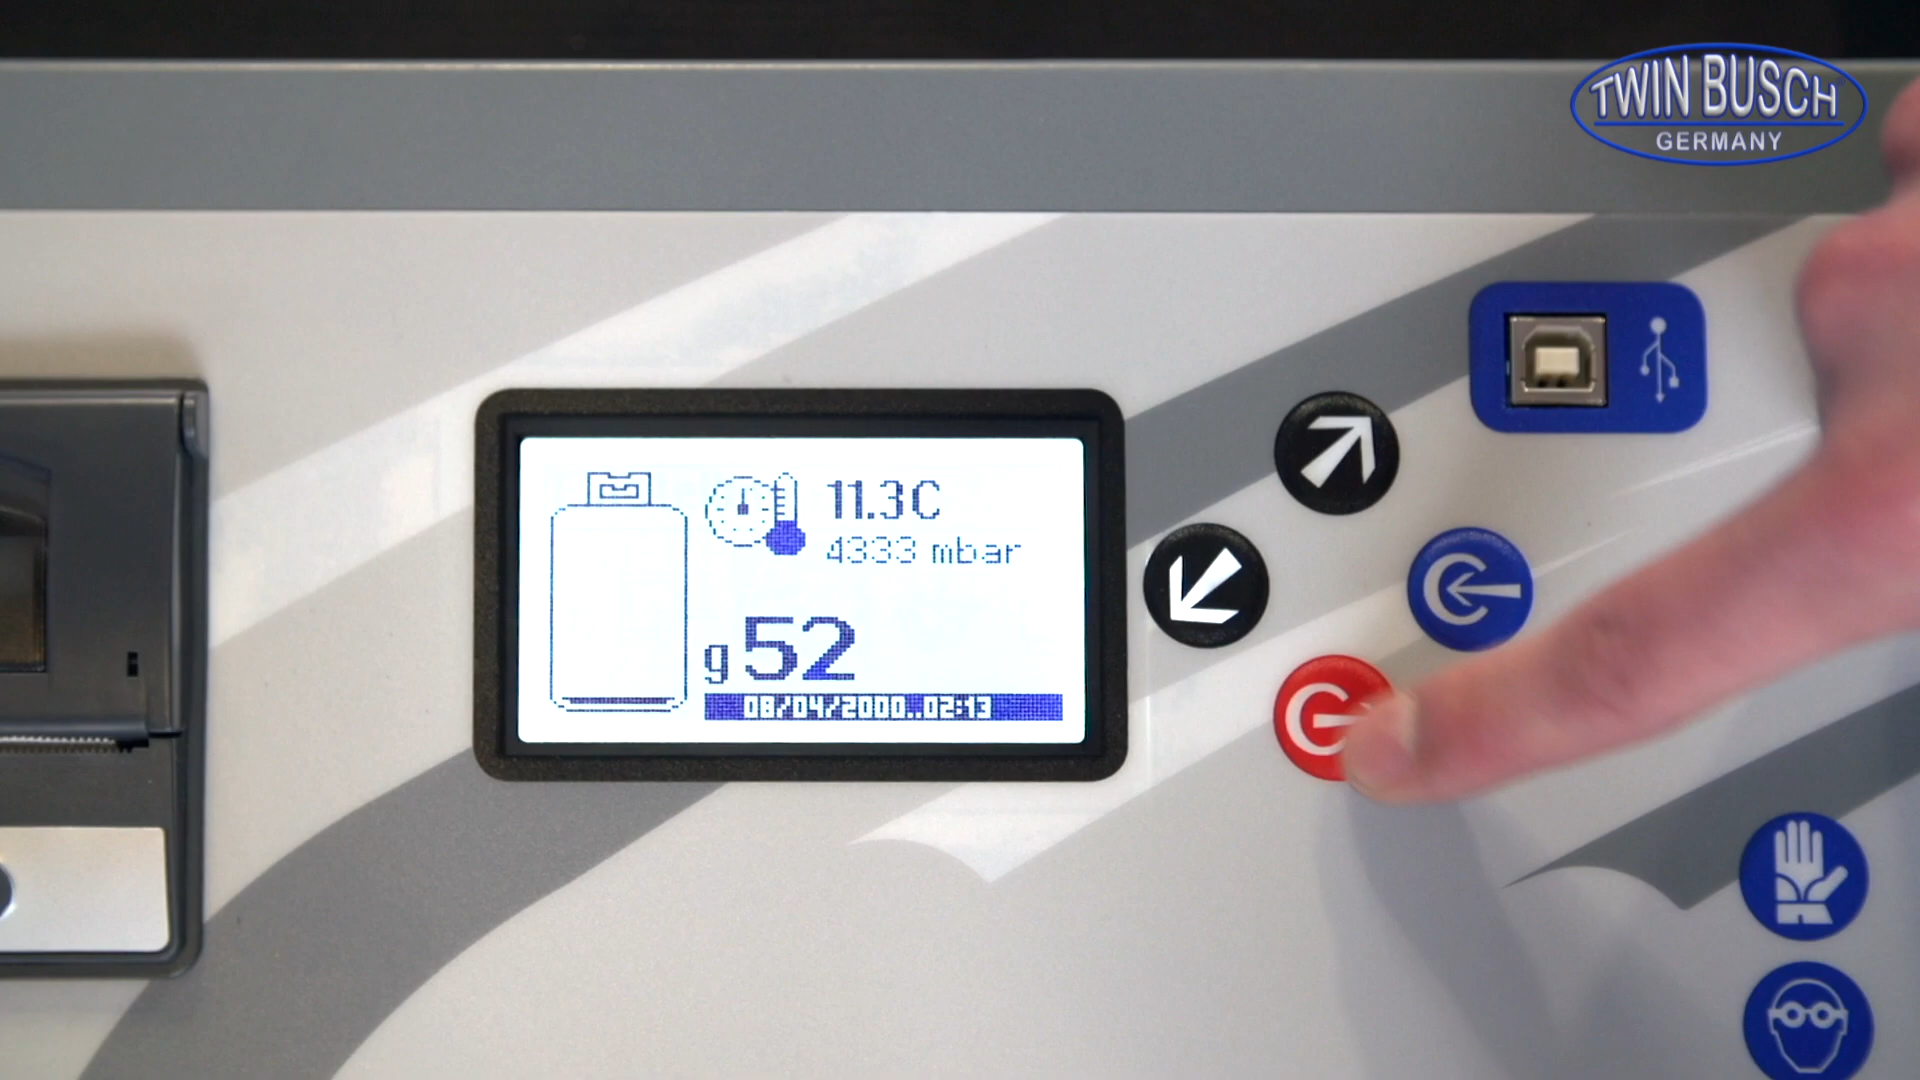 TWIN BUSCH
GERMANY
11.3C
4333 mbar
g 52
08/04/2000..02:13